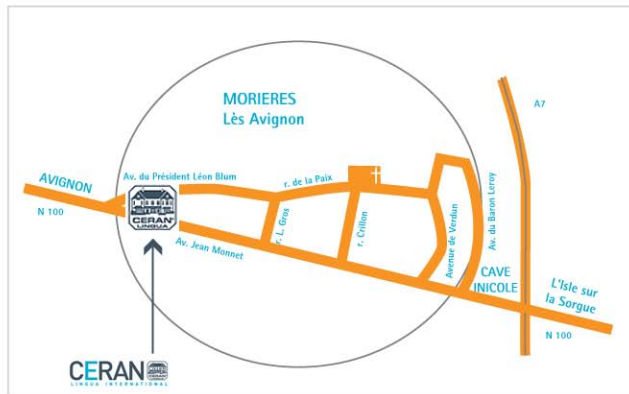 MORIERES
Lès Avignon
A7
AVIGNON
Av. du Président Léon Blum
r. de la Paix
N 100
CERAN
LINGUA
r. L. Gros
r. Crillon
Avenue de Verdun
Av. du Baron Leroy
Av. Jean Monnet
CAVE
INICOLE
L'Isle sur
la Sorgue
N 100
CERAN
LINGUA INTERNATIONAL